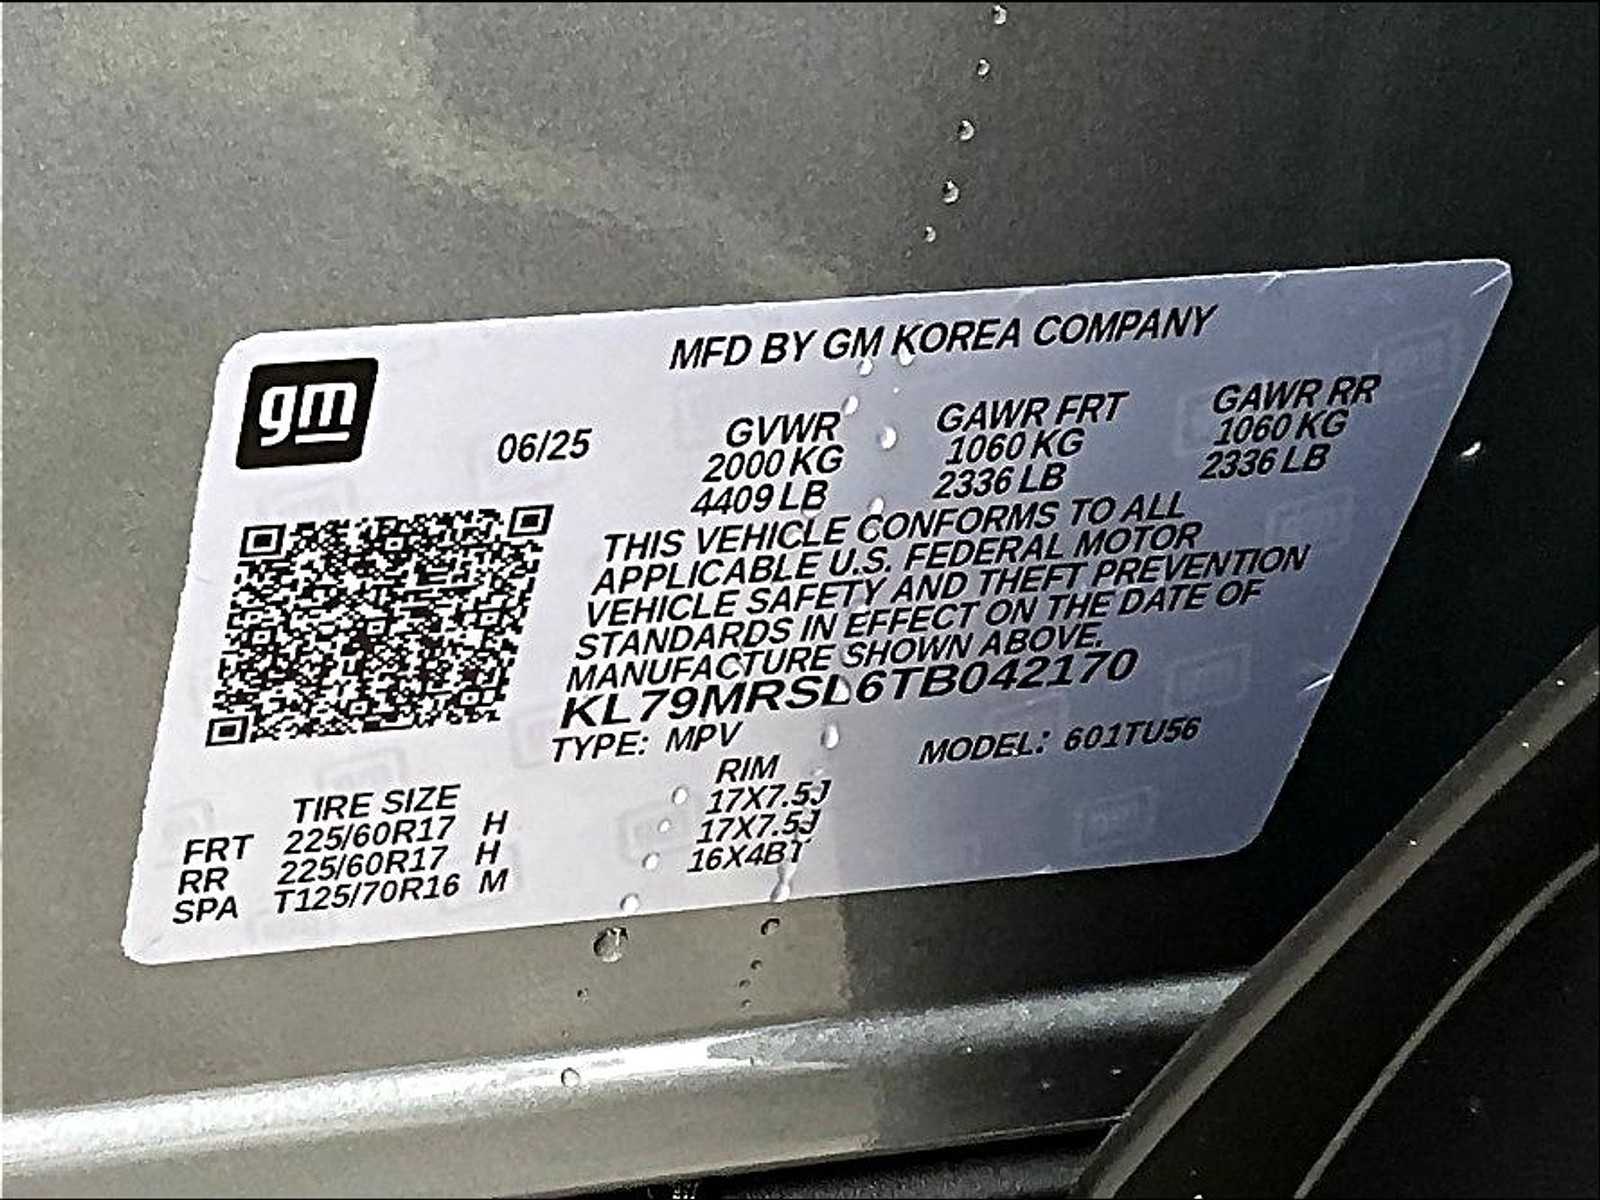 gm
MFD BY GM KOREA COMPANY
06/25 GVWR GAWR FRT GAWR RR
2000 KG 1060 KG 1060 KG
4409 LB 2336 LB 2336 LB
THIS VEHICLE CONFORMS TO ALL
APPLICABLE U.S. FEDERAL MOTOR
VEHICLE SAFETY AND THEFT PREVENTION
STANDARDS IN EFFECT ON THE DATE OF
MANUFACTURE SHOWN ABOVE.
KL79MRSL6TB042170
TYPE: MPV MODEL: 601TU56
TIRE SIZE RIM
FRT 225/60R17 H 17X7.5J
RR 225/60R17 H 17X7.5J
SPA T125/70R16 M 16X4BT